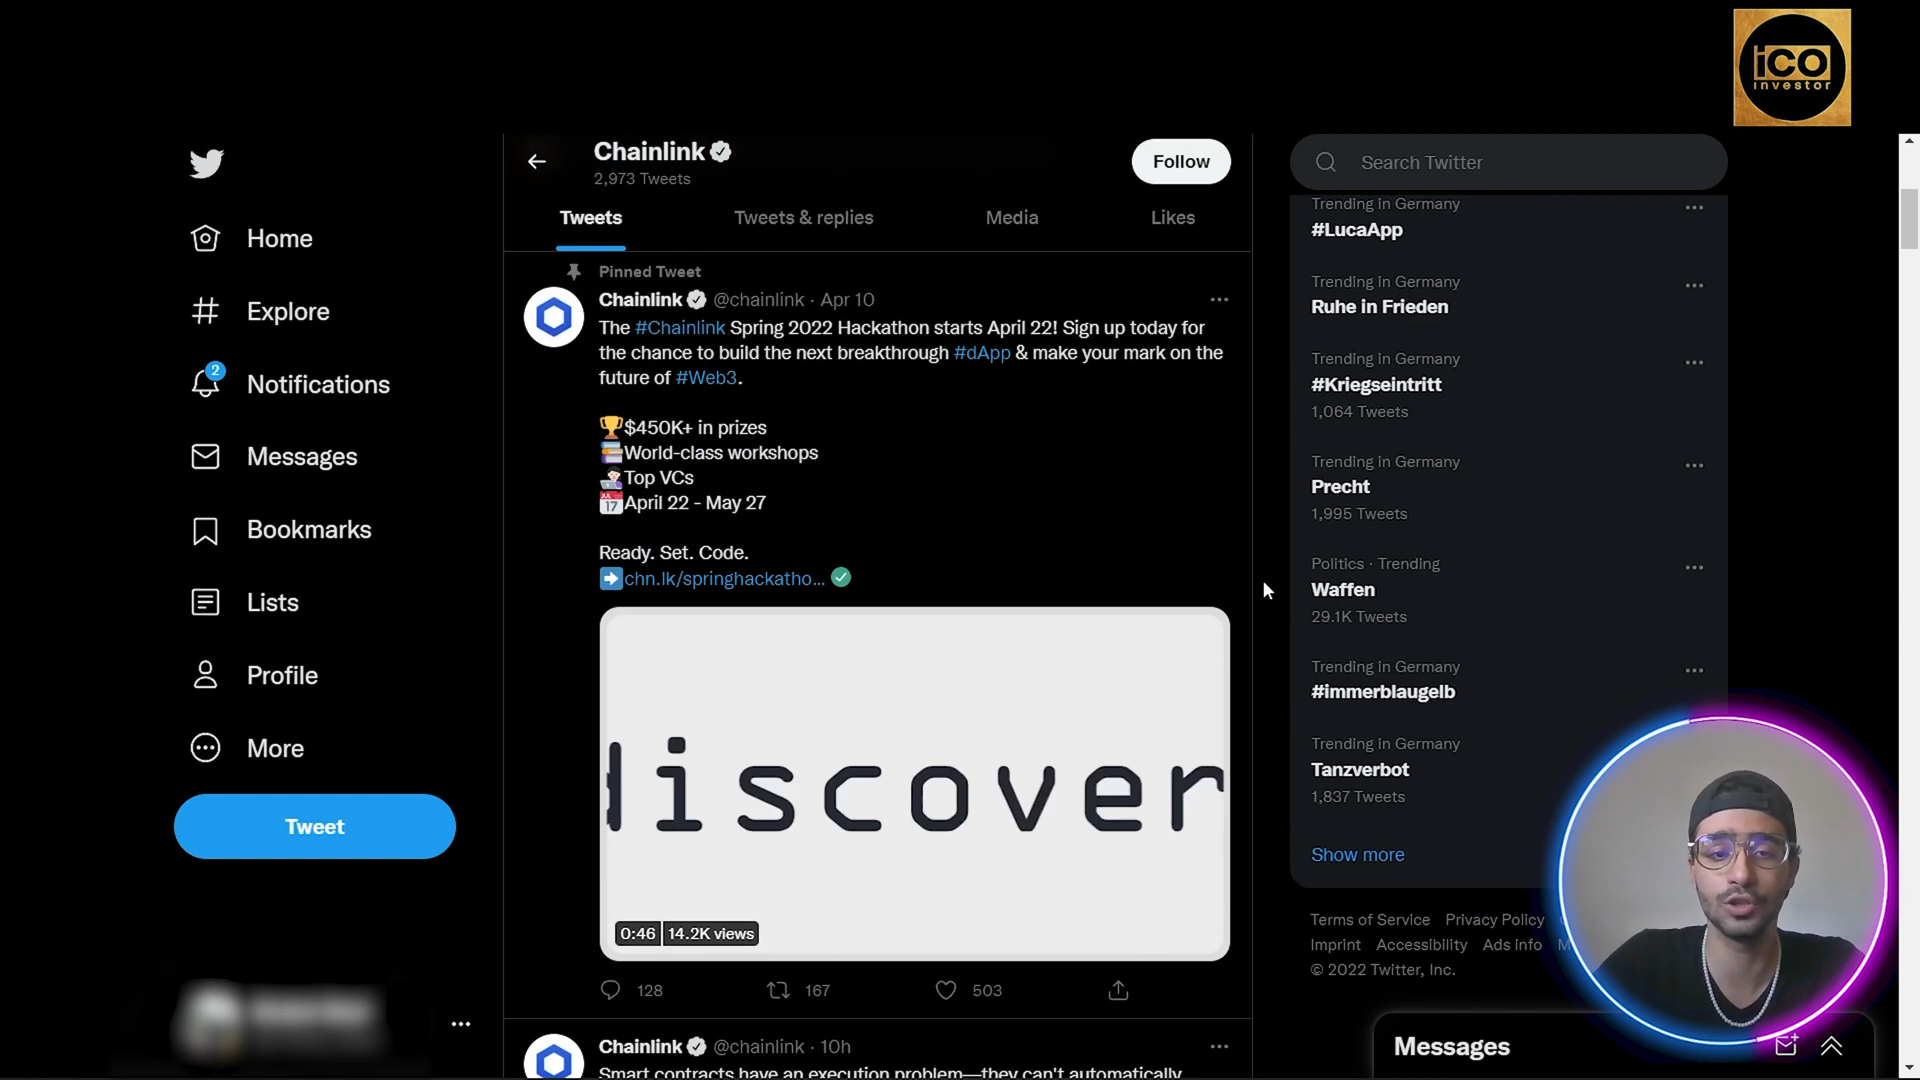 iCO
investor
Chainlink
2,973 Tweets
Follow
Search Twitter
Tweets
Tweets & replies
Media
Likes
Home
Explore
2
Notifications
Messages
Bookmarks
Lists
Profile
More
Tweet
Pinned Tweet
Chainlink @chainlink · Apr 10
The #Chainlink Spring 2022 Hackathon starts April 22! Sign up today for
the chance to build the next breakthrough #dApp & make your mark on the
future of #Web3.
$450K+ in prizes
World-class workshops
Top VCs
JUL 17 April 22 - May 27
Ready. Set. Code.
chn.lk/springhackatho...
discover
0:46 14.2K views
128
167
503
Chainlink @chainlink · 10h
Smart contracts have an execution problem—they can't automatically
Trending in Germany
#LucaApp
Trending in Germany
Ruhe in Frieden
Trending in Germany
#Kriegseintritt
1,064 Tweets
Trending in Germany
Precht
1,995 Tweets
Politics · Trending
Waffen
29.1K Tweets
Trending in Germany
#immerblaugelb
Trending in Germany
Tanzverbot
1,837 Tweets
Show more
Terms of Service Privacy Policy
Imprint Accessibility Ads info
© 2022 Twitter, Inc.
Messages